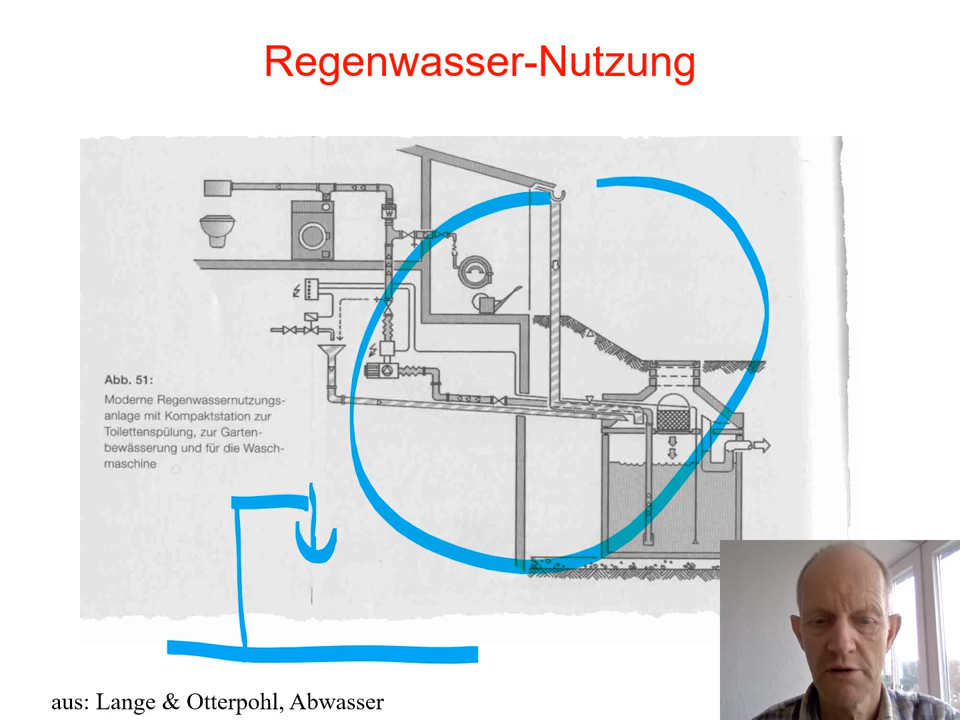 Regenwasser-Nutzung
W
Abb. 51:
Moderne Regenwassernutzungs-
anlage mit Kompaktstation zur
Toilettenspülung, zur Garten-
bewässerung und für die Wasch-
maschine
aus: Lange & Otterpohl, Abwasser